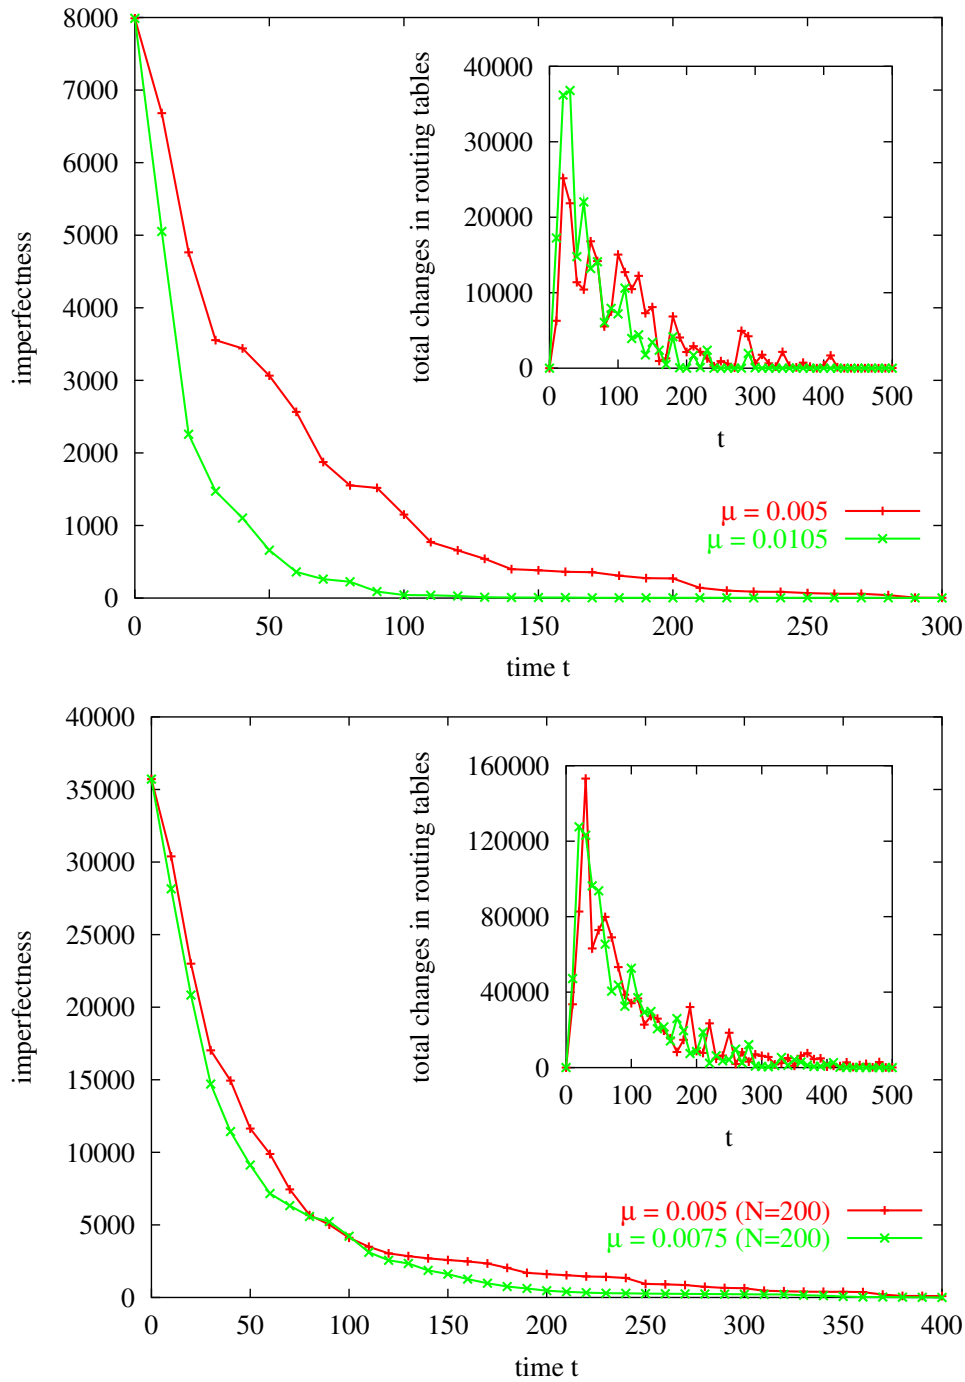 8000
7000
6000
5000
4000
3000
2000
1000
0
imperfectness
0 50 100 150 200 250 300
time t
40000
30000
20000
10000
0
total changes in routing tables
0 100 200 300 400 500
t
μ = 0.005
μ = 0.0105
40000
35000
30000
25000
20000
15000
10000
5000
0
imperfectness
0 50 100 150 200 250 300 350 400
time t
160000
120000
80000
40000
0
total changes in routing tables
0 100 200 300 400 500
t
μ = 0.005 (N=200)
μ = 0.0075 (N=200)